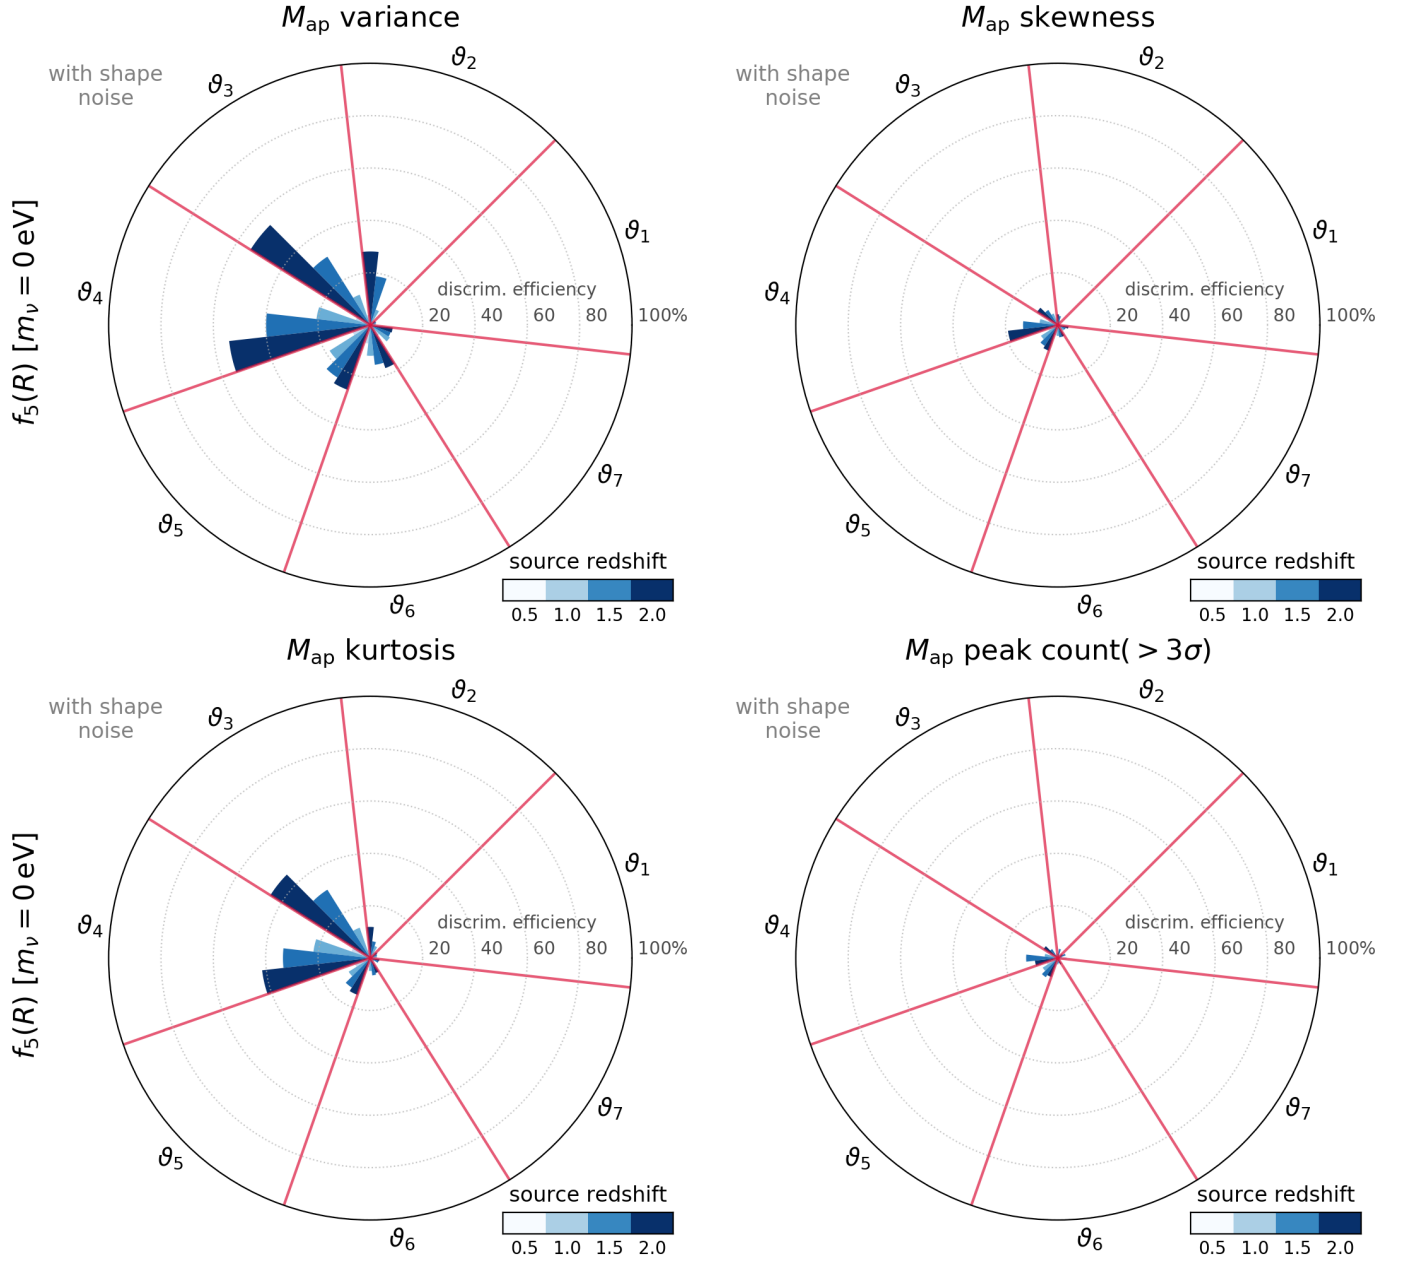 M_ap variance
with shape
noise
ϑ₂
ϑ₃
ϑ₁
ϑ₄
discrim. efficiency
20 40 60 80 100%
f₅(R) [m_ν = 0 eV]
ϑ₇
ϑ₅
ϑ₆
source redshift
0.5 1.0 1.5 2.0
M_ap skewness
with shape
noise
ϑ₂
ϑ₃
ϑ₁
ϑ₄
discrim. efficiency
20 40 60 80 100%
ϑ₇
ϑ₅
ϑ₆
source redshift
0.5 1.0 1.5 2.0
M_ap kurtosis
with shape
noise
ϑ₂
ϑ₃
ϑ₁
ϑ₄
discrim. efficiency
20 40 60 80 100%
f₅(R) [m_ν = 0 eV]
ϑ₇
ϑ₅
ϑ₆
source redshift
0.5 1.0 1.5 2.0
M_ap peak count( > 3σ)
with shape
noise
ϑ₂
ϑ₃
ϑ₁
ϑ₄
discrim. efficiency
20 40 60 80 100%
ϑ₇
ϑ₅
ϑ₆
source redshift
0.5 1.0 1.5 2.0